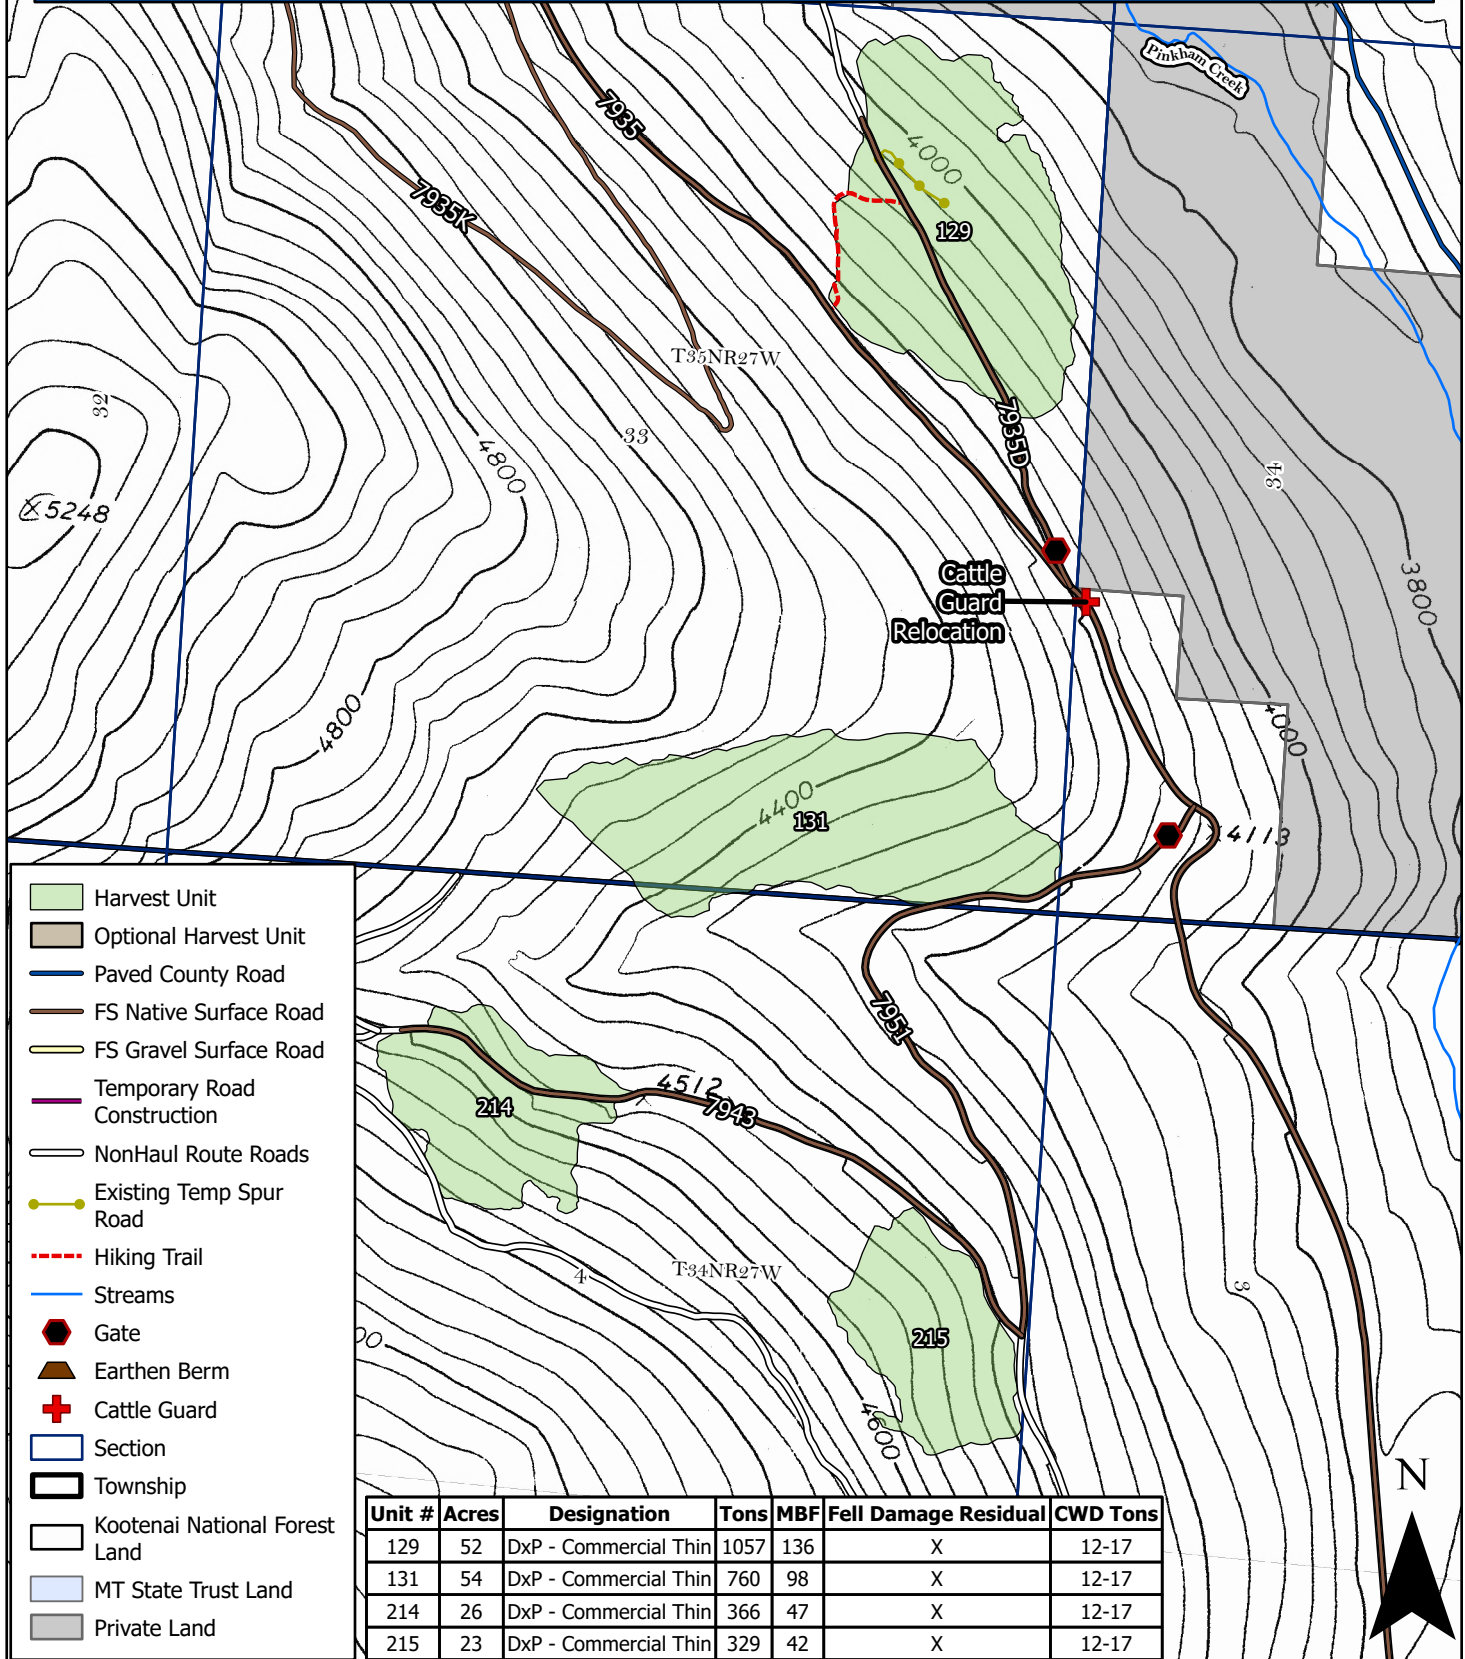 Pinkham Creek
7935
4000
7935K
129
T35NR27W
32
33
4800
7935D
34
X5248
3800
Cattle
Guard
Relocation
4800
4000
4400
131
X4113
Harvest Unit
Optional Harvest Unit
Paved County Road
FS Native Surface Road
FS Gravel Surface Road
Temporary Road
Construction
NonHaul Route Roads
Existing Temp Spur
Road
Hiking Trail
Streams
Gate
Earthen Berm
Cattle Guard
Section
Township
Kootenai National Forest
Land
MT State Trust Land
Private Land
7951
4512
7943
214
T34NR27W
4
3
215
4600
N
Unit # Acres Designation Tons MBF Fell Damage Residual CWD Tons
129 52 DxP - Commercial Thin 1057 136 X 12-17
131 54 DxP - Commercial Thin 760 98 X 12-17
214 26 DxP - Commercial Thin 366 47 X 12-17
215 23 DxP - Commercial Thin 329 42 X 12-17